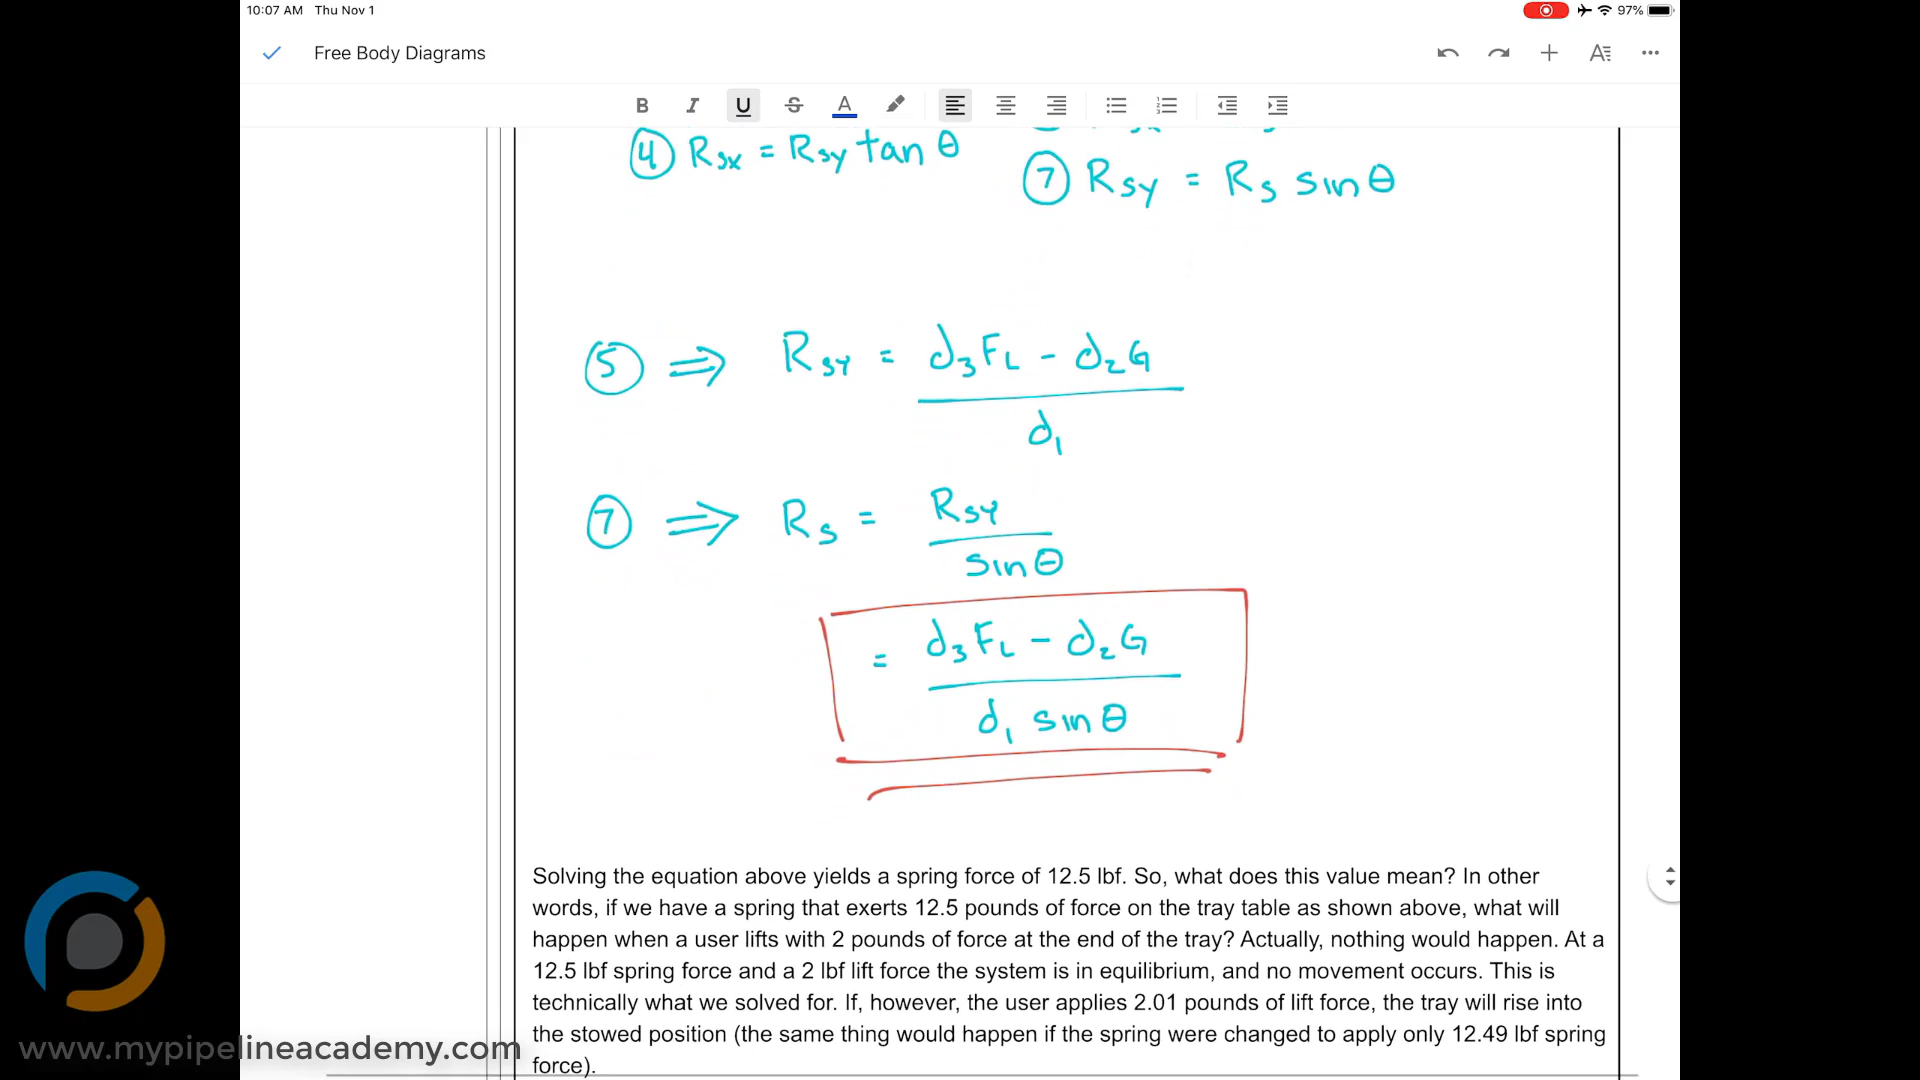 10:07 AM Thu Nov 1
97%
Free Body Diagrams
B I U S A
④ Rsx = Rsy tan θ
⑦ Rsy = Rs sin θ
⑤ ⇒ Rsy = d₃FL - d₂G
d₁
⑦ ⇒ Rs = Rsy
sin θ
= d₃FL - d₂G
d₁ sin θ
Solving the equation above yields a spring force of 12.5 lbf. So, what does this value mean? In other
words, if we have a spring that exerts 12.5 pounds of force on the tray table as shown above, what will
happen when a user lifts with 2 pounds of force at the end of the tray? Actually, nothing would happen. At a
12.5 lbf spring force and a 2 lbf lift force the system is in equilibrium, and no movement occurs. This is
technically what we solved for. If, however, the user applies 2.01 pounds of lift force, the tray will rise into
the stowed position (the same thing would happen if the spring were changed to apply only 12.49 lbf spring
force).
www.mypipelineacademy.com